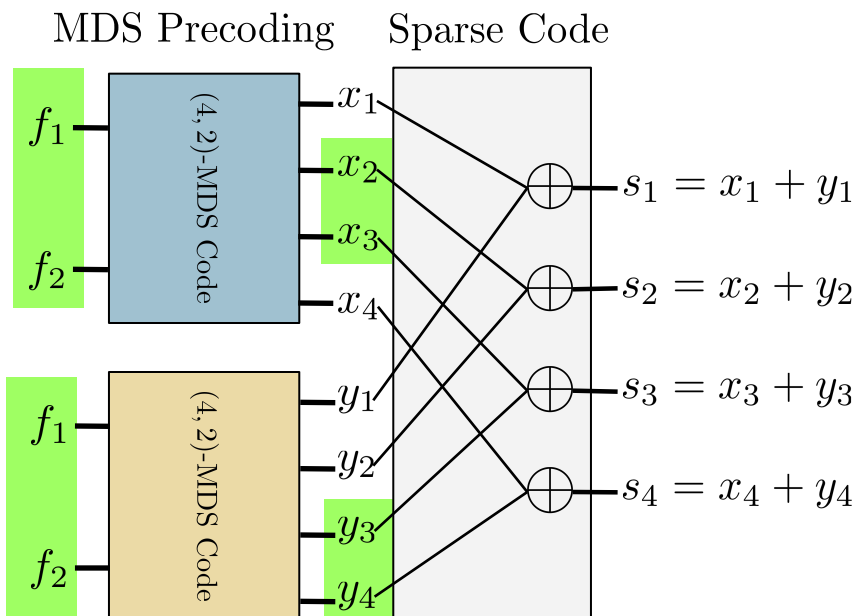 MDS Precoding
Sparse Code
f₁
f₂
(4, 2)-MDS Code
x₁
x₂
x₃
x₄
f₁
f₂
(4, 2)-MDS Code
y₁
y₂
y₃
y₄
s₁ = x₁ + y₁
s₂ = x₂ + y₂
s₃ = x₃ + y₃
s₄ = x₄ + y₄